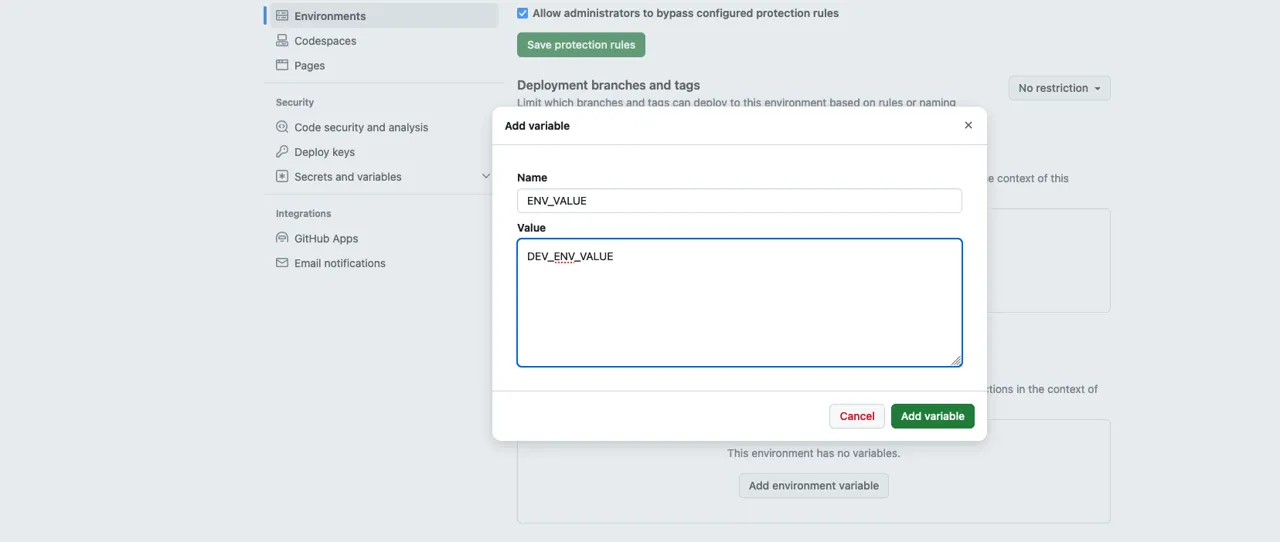 Environments
Codespaces
Pages
Security
Code security and analysis
Deploy keys
Secrets and variables
Integrations
GitHub Apps
Email notifications
Allow administrators to bypass configured protection rules
Save protection rules
Deployment branches and tags
No restriction
Limit which branches and tags can deploy to this environment based on rules or naming
Add variable
Name
ENV_VALUE
Value
DEV_ENV_VALUE
Cancel
Add variable
e context of this
ctions in the context of
This environment has no variables.
Add environment variable